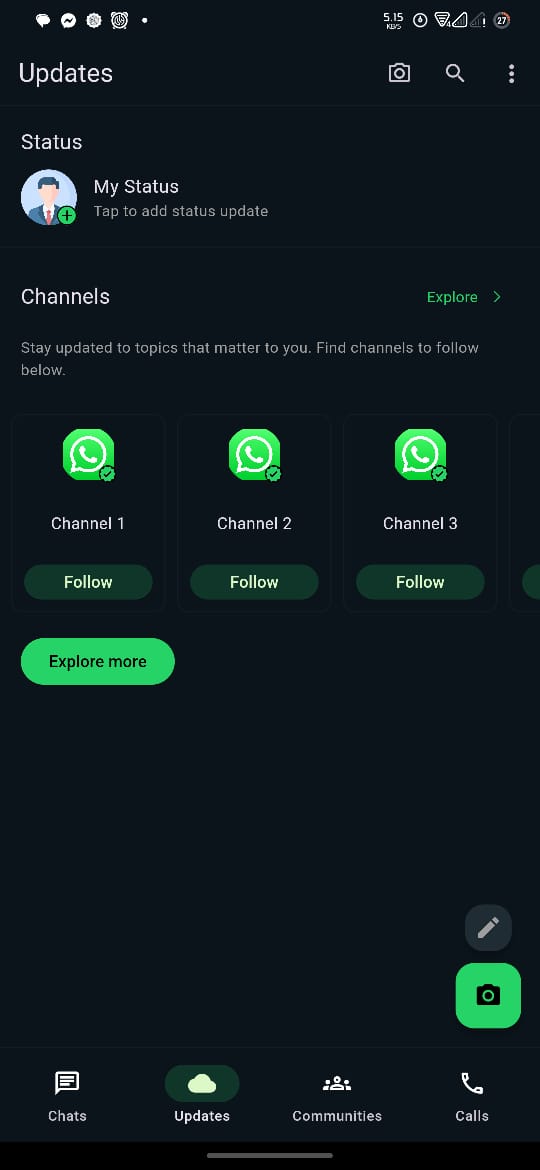 5.15
KB/S
27
Updates
Status
My Status
Tap to add status update
Channels
Explore
Stay updated to topics that matter to you. Find channels to follow
below.
Channel 1
Channel 2
Channel 3
Follow
Follow
Follow
Explore more
Chats
Updates
Communities
Calls